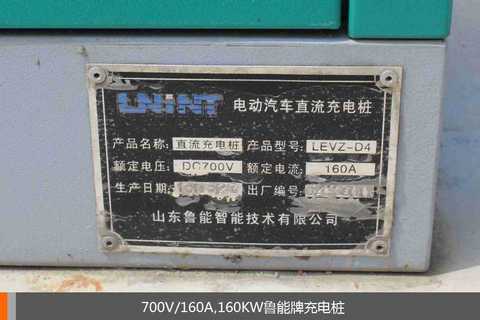 UNINT 电动汽车直流充电桩
产品名称: 直流充电桩 产品型号: LEVZ-D4
额定电压: DC700V 额定电流: 160A
生产日期: 出厂编号:
山东鲁能智能技术有限公司
700V/160A,160KW鲁能牌充电桩